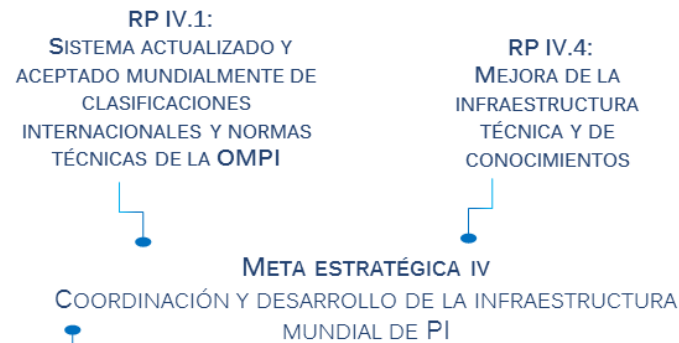 RP IV.1:
SISTEMA ACTUALIZADO Y
ACEPTADO MUNDIALMENTE DE
CLASIFICACIONES
INTERNACIONALES Y NORMAS
TÉCNICAS DE LA OMPI
RP IV.4:
MEJORA DE LA
INFRAESTRUCTURA
TÉCNICA Y DE
CONOCIMIENTOS
META ESTRATÉGICA IV
COORDINACIÓN Y DESARROLLO DE LA INFRAESTRUCTURA
MUNDIAL DE PI